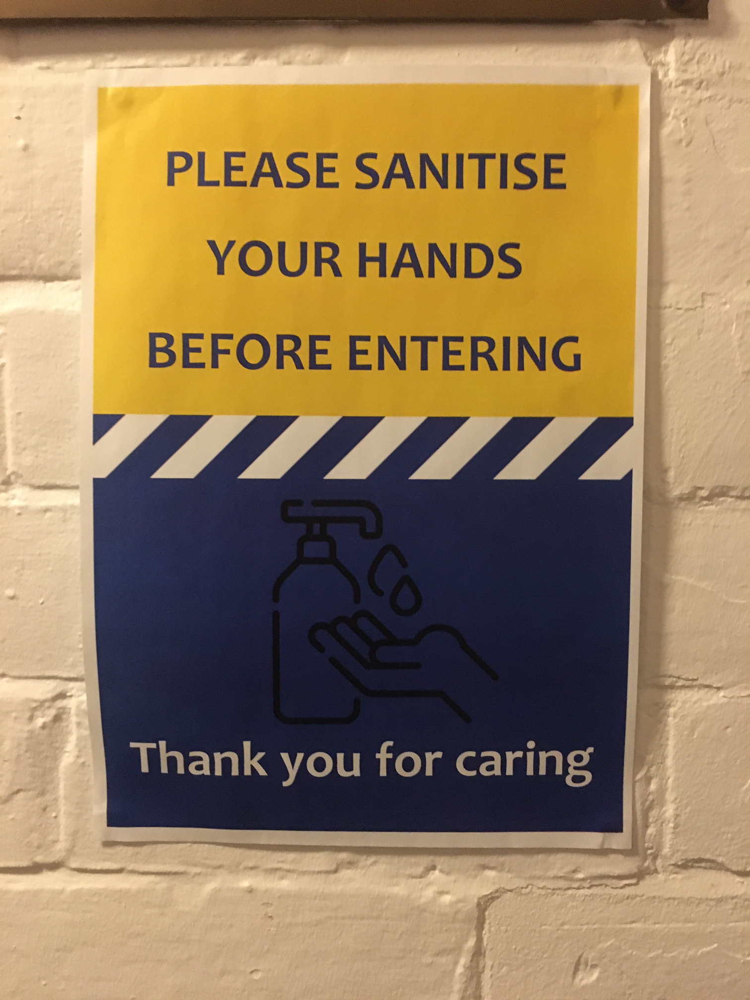 PLEASE SANITISE
YOUR HANDS
BEFORE ENTERING
Thank you for caring